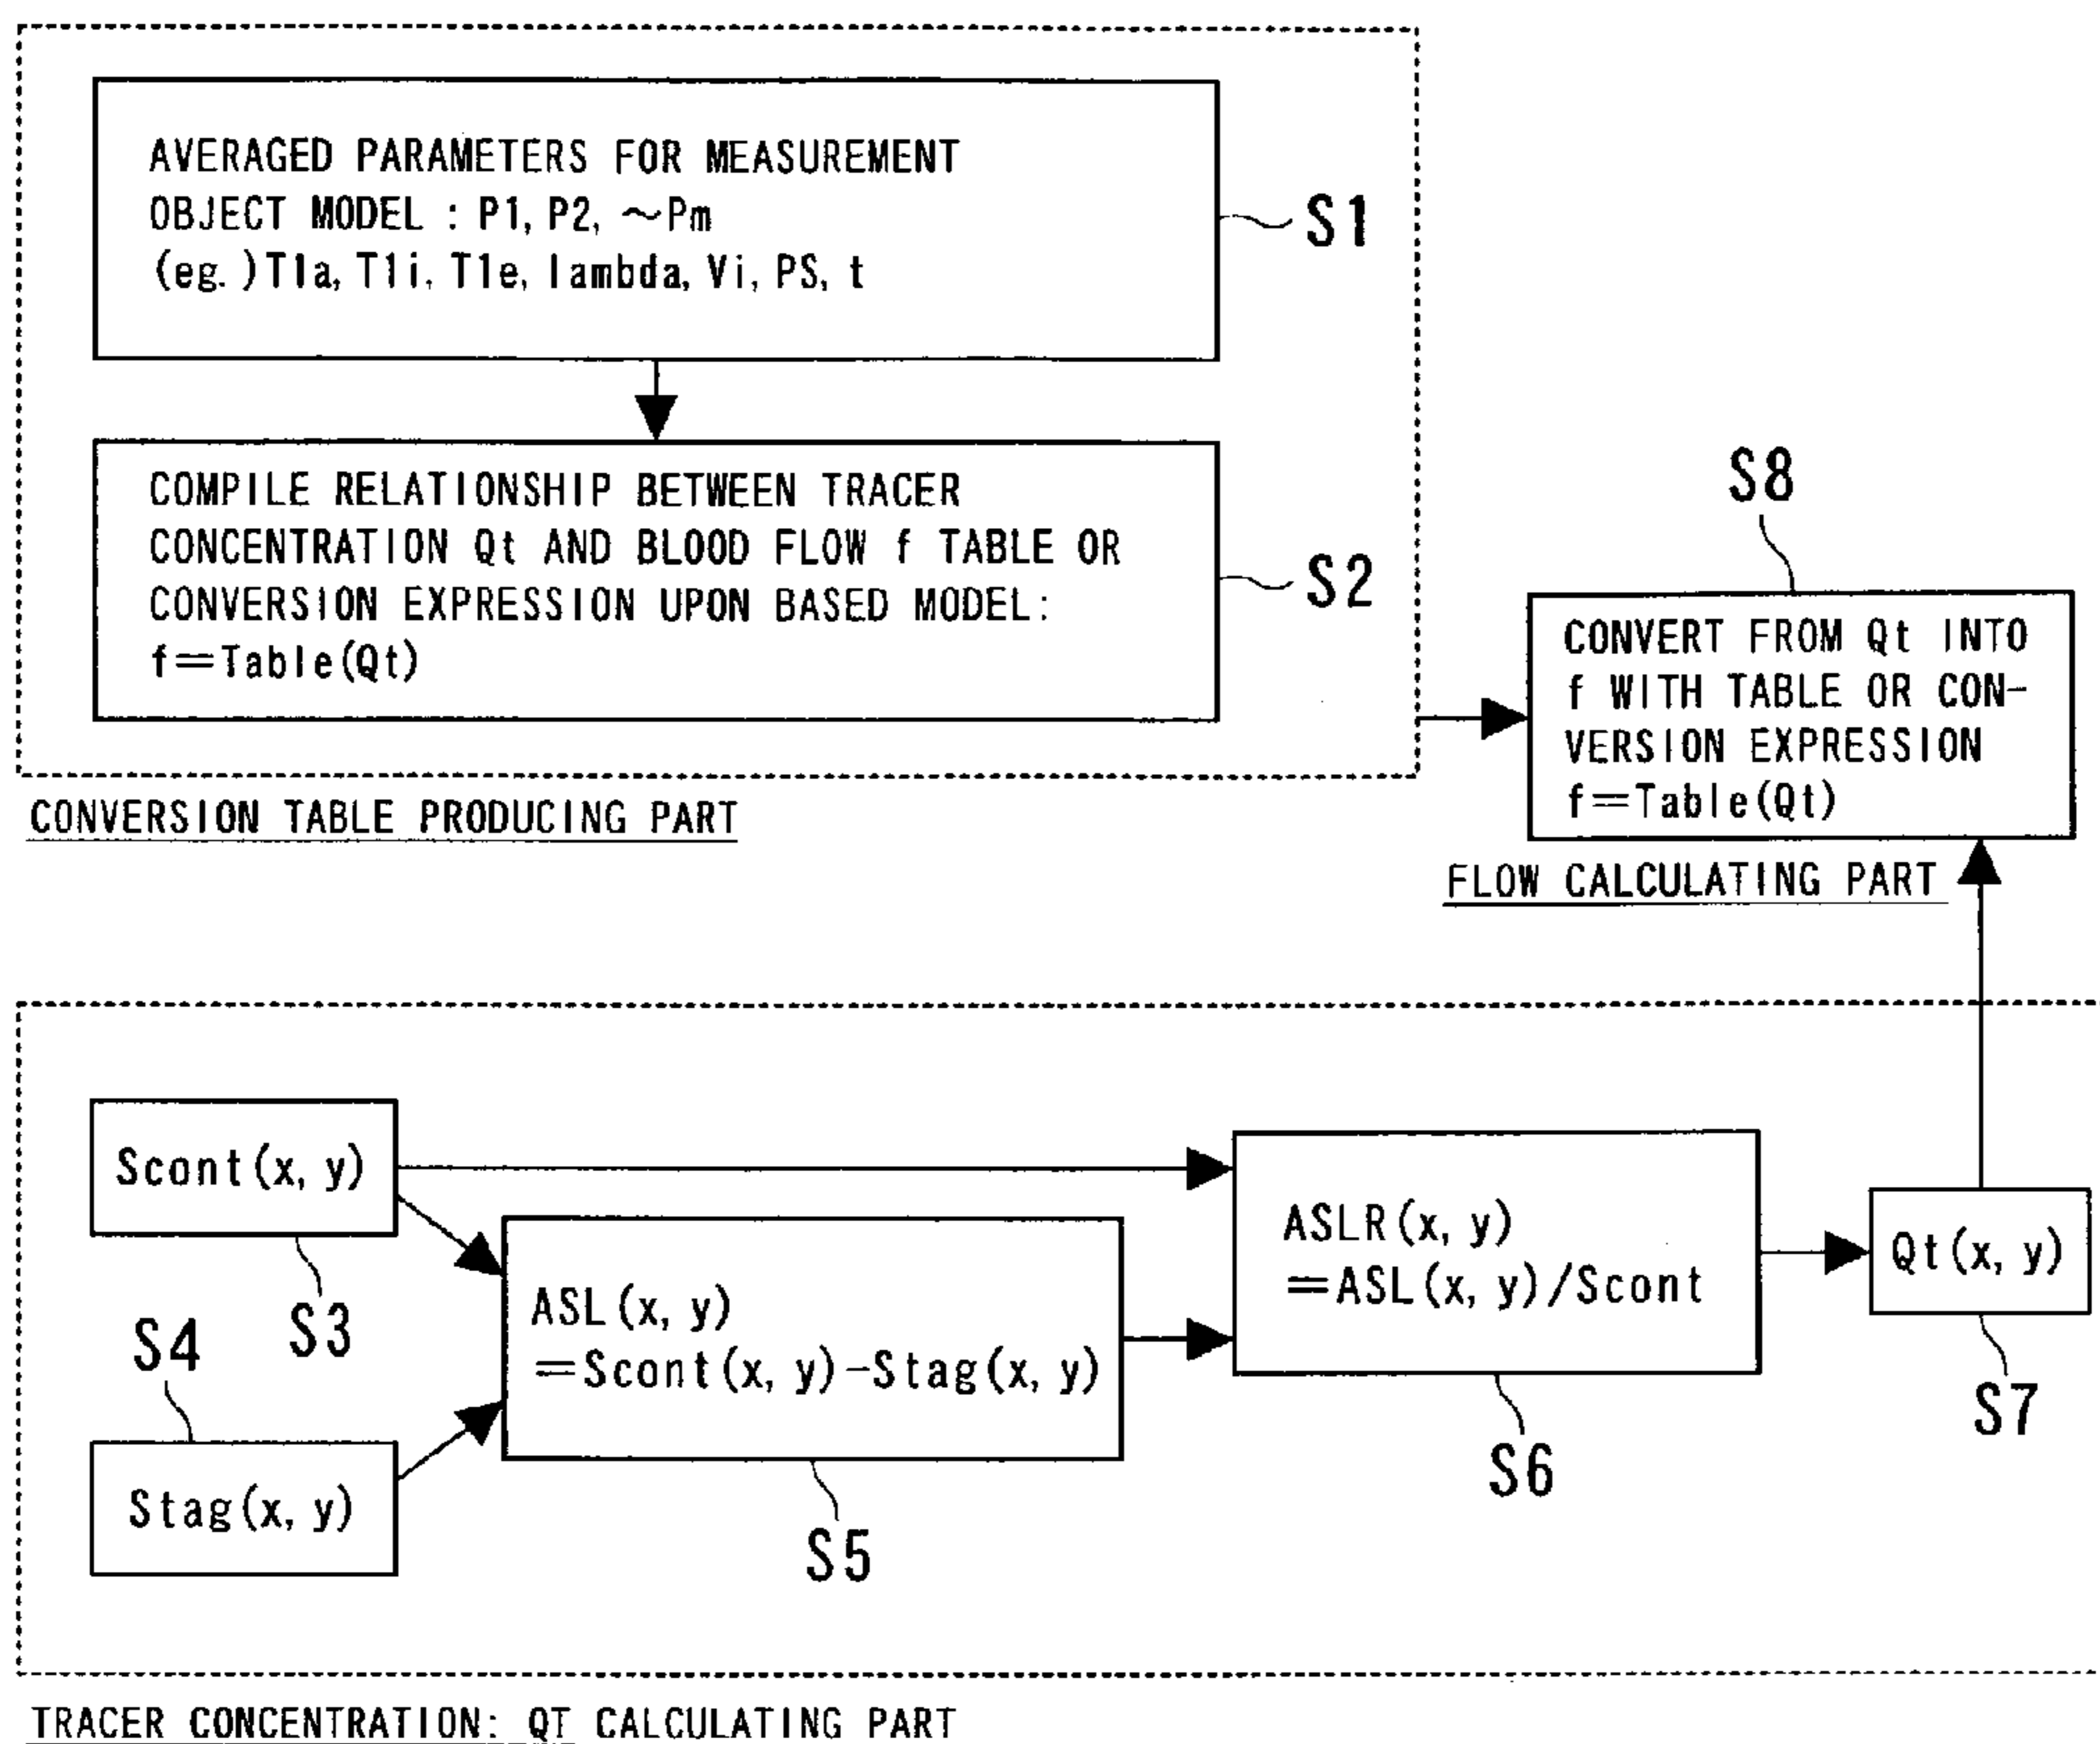 AVERAGED PARAMETERS FOR MEASUREMENT
OBJECT MODEL : P1, P2, ～Pm
(eg. )T1a, T1i, T1e, lambda, Vi, PS, t
S1
COMPILE RELATIONSHIP BETWEEN TRACER
CONCENTRATION Qt AND BLOOD FLOW f TABLE OR
CONVERSION EXPRESSION UPON BASED MODEL:
f=Table(Qt)
S2
CONVERSION TABLE PRODUCING PART
S8
CONVERT FROM Qt INTO
f WITH TABLE OR CON-
VERSION EXPRESSION
f=Table(Qt)
FLOW CALCULATING PART
Scont(x, y)
S3
S4
Stag(x, y)
ASL(x, y)
=Scont(x, y)-Stag(x, y)
S5
ASLR(x, y)
=ASL(x, y)/Scont
S6
Qt(x, y)
S7
TRACER CONCENTRATION: QT CALCULATING PART